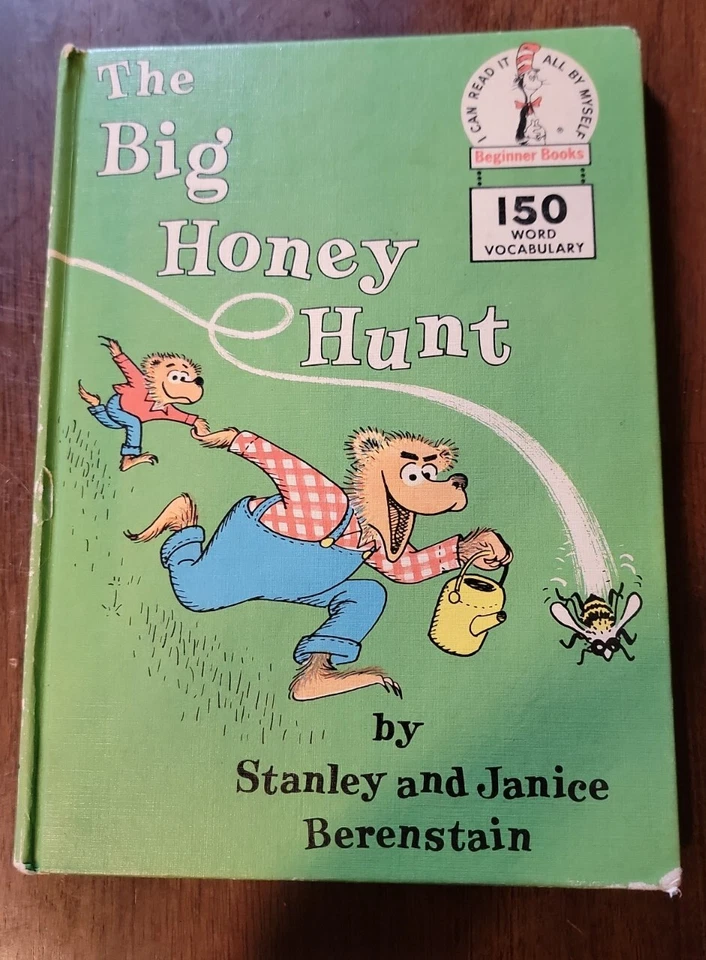 The
Big
Honey
Hunt
I CAN READ IT ALL BY MYSELF
®
Beginner Books
150
WORD
VOCABULARY
by
Stanley and Janice
Berenstain